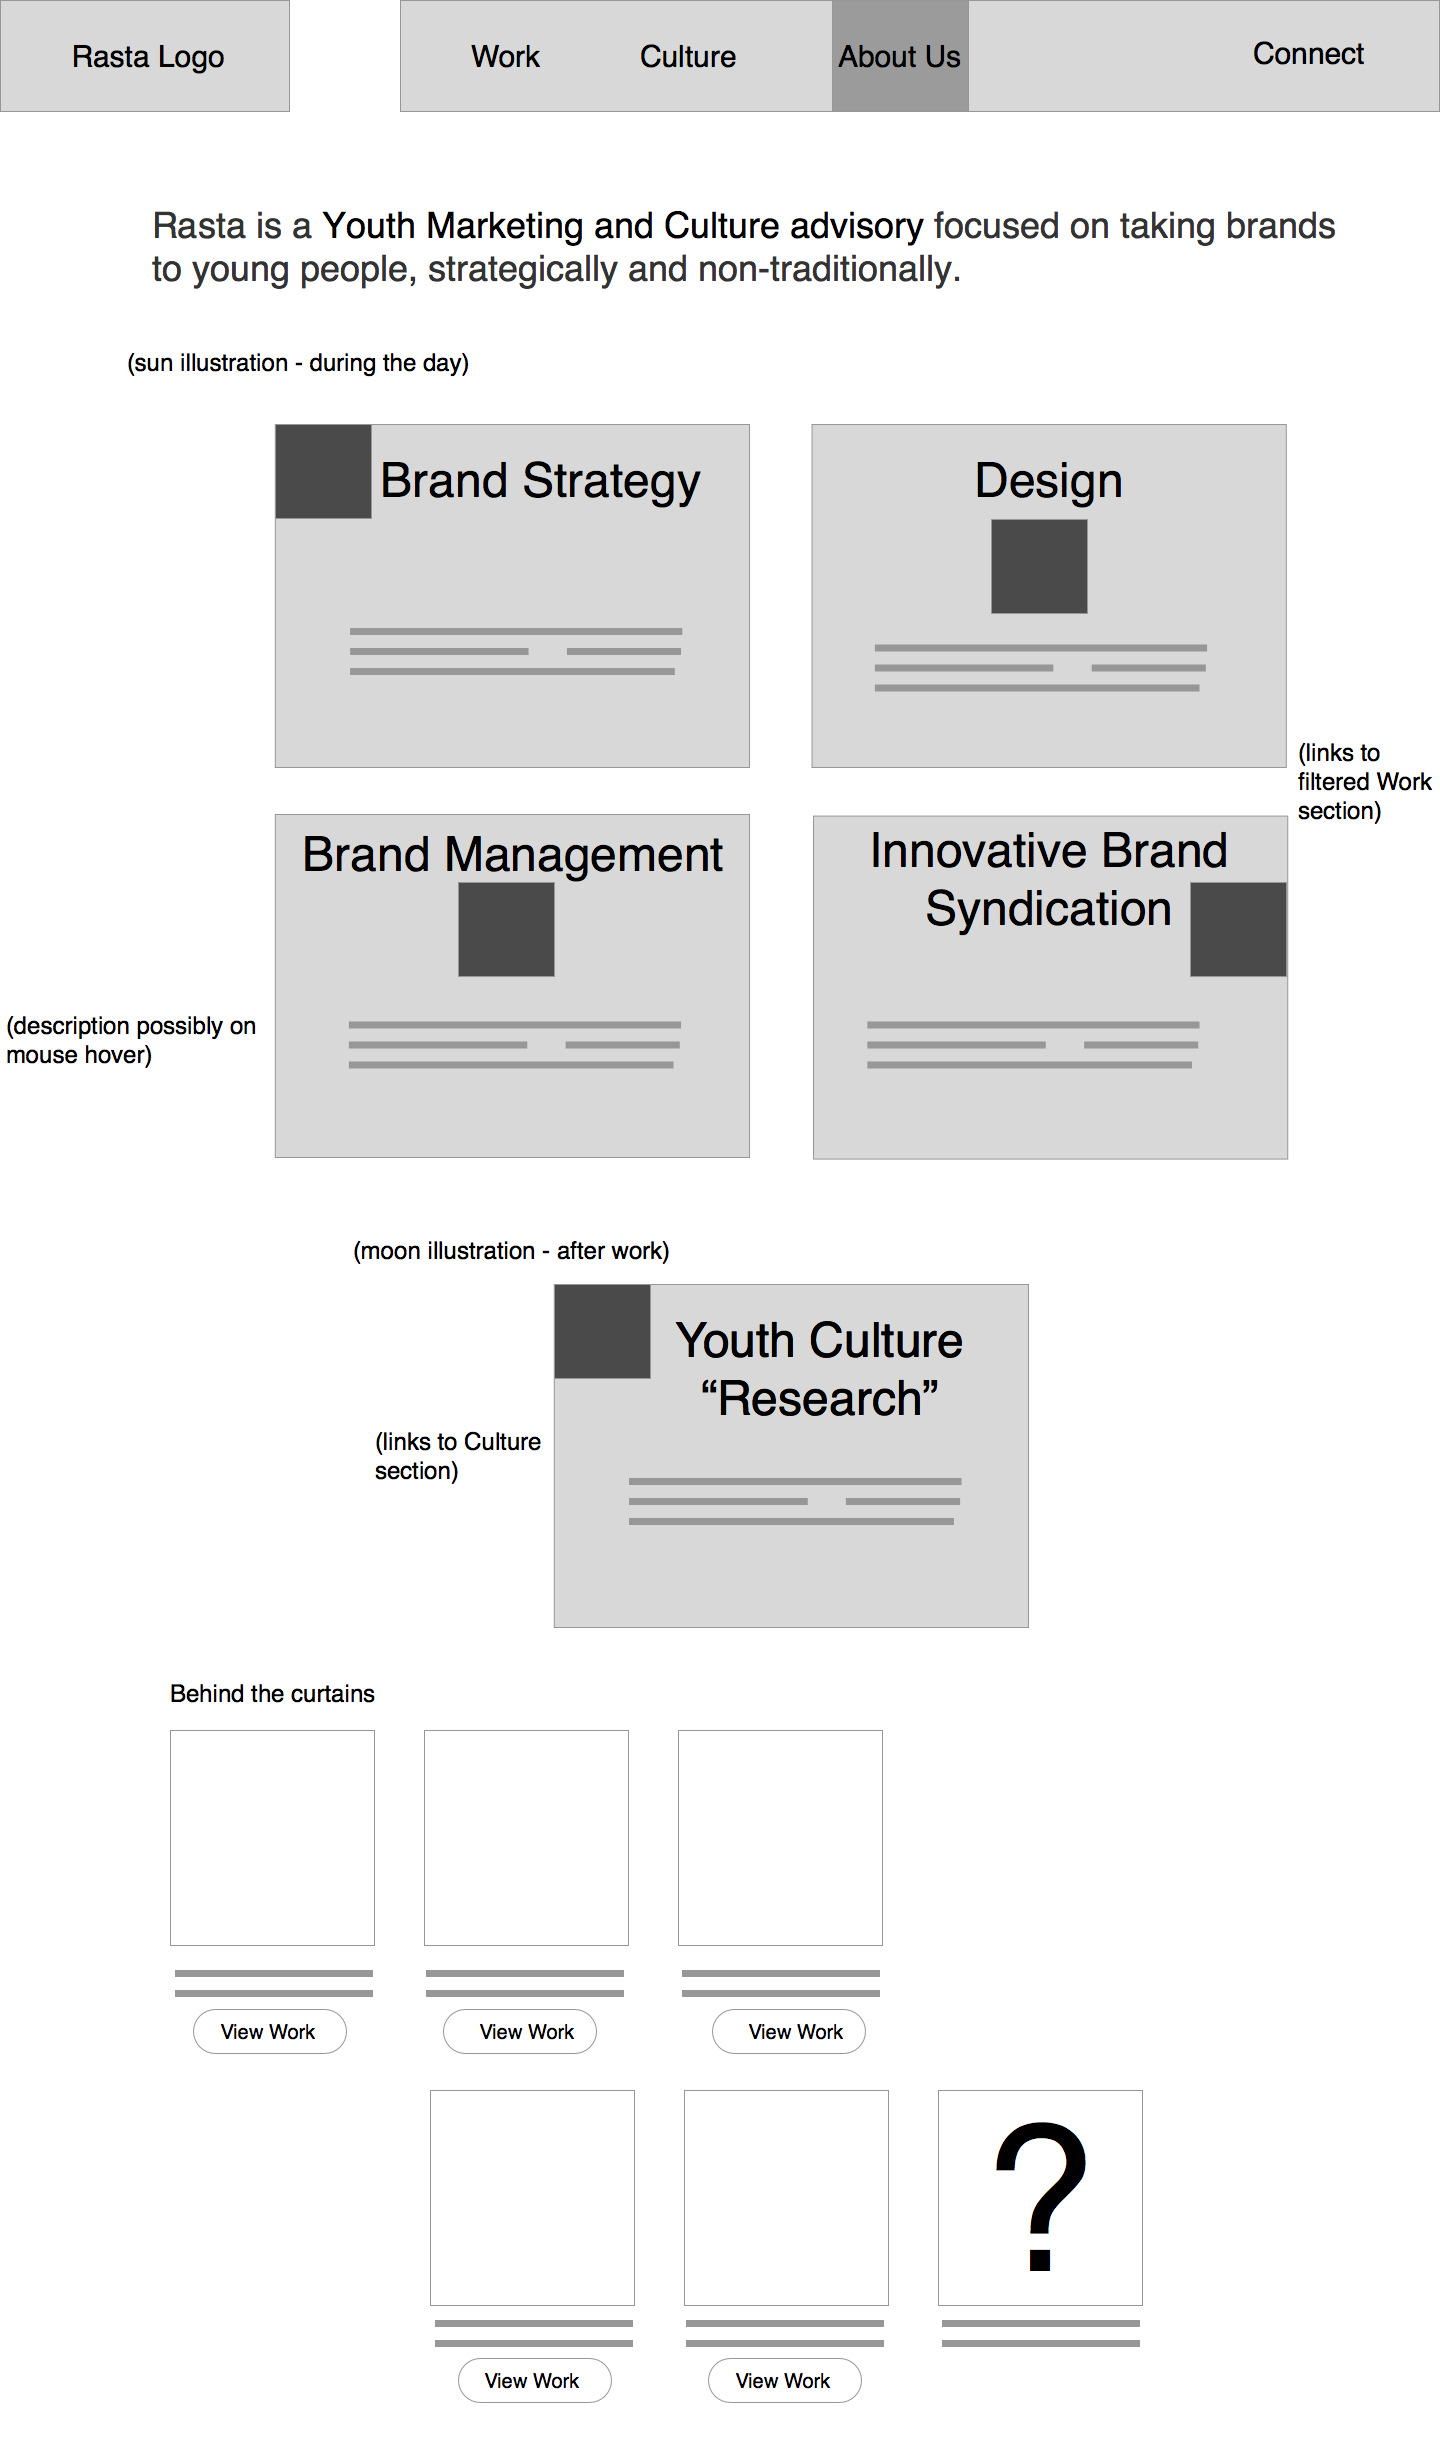 Rasta Logo
Work
Culture
About Us
Connect
Rasta is a Youth Marketing and Culture advisory focused on taking brands
to young people, strategically and non-traditionally.
(sun illustration - during the day)
Brand Strategy
Design
(links to
filtered Work
section)
Brand Management
Innovative Brand
Syndication
(description possibly on
mouse hover)
(moon illustration - after work)
Youth Culture
“Research”
(links to Culture
section)
Behind the curtains
View Work
View Work
View Work
?
View Work
View Work